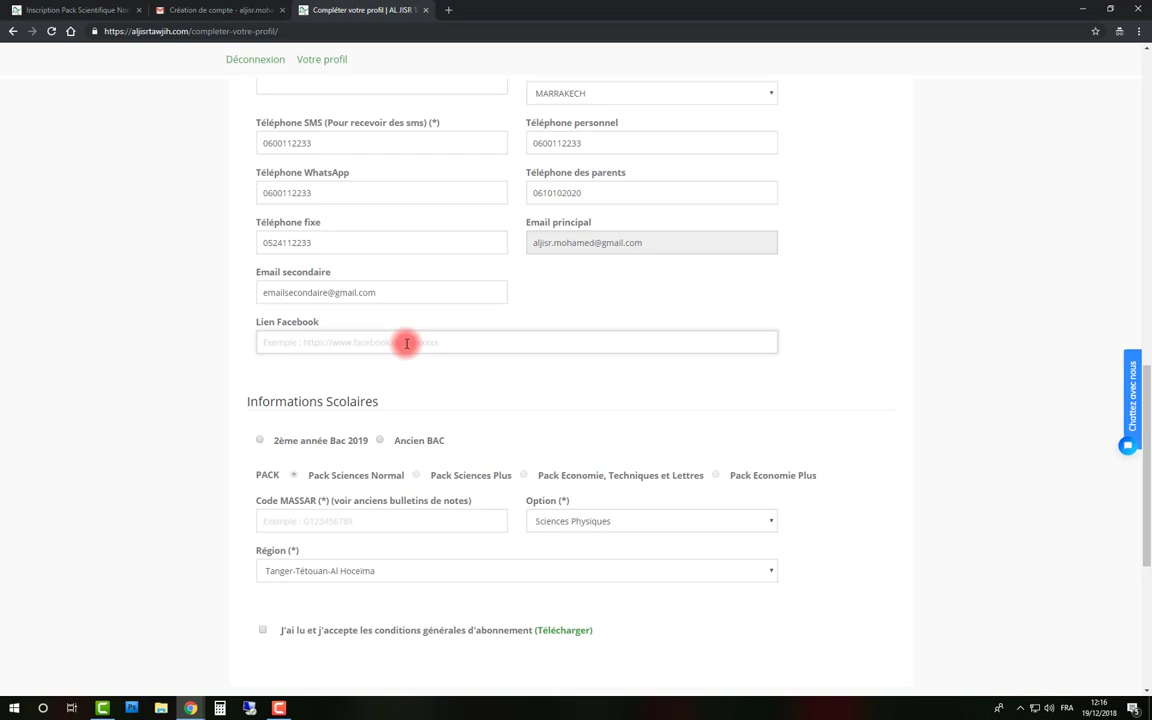 Inscription Pack Scientifique No
Création de compte - aljisr.moha
Compléter votre profil | AL JISR T
https://aljisrtawjih.com/completer-votre-profil/
Déconnexion Votre profil
MARRAKECH
Téléphone SMS (Pour recevoir des sms) (*) Téléphone personnel
0600112233 0600112233
Téléphone WhatsApp Téléphone des parents
0600112233 0610102020
Téléphone fixe Email principal
0524112233 aljisr.mohamed@gmail.com
Email secondaire
emailsecondaire@gmail.com
Lien Facebook
Exemple : https://www.facebook
Chattez avec nous
Informations Scolaires
2ème année Bac 2019 Ancien BAC
PACK Pack Sciences Normal Pack Sciences Plus Pack Economie, Techniques et Lettres Pack Economie Plus
Code MASSAR (*) (voir anciens bulletins de notes) Option (*)
Exemple : G123456789 Sciences Physiques
Région (*)
Tanger-Tétouan-Al Hoceïma
J'ai lu et j'accepte les conditions générales d'abonnement (Télécharger)
FRA
12:16
19/12/2018